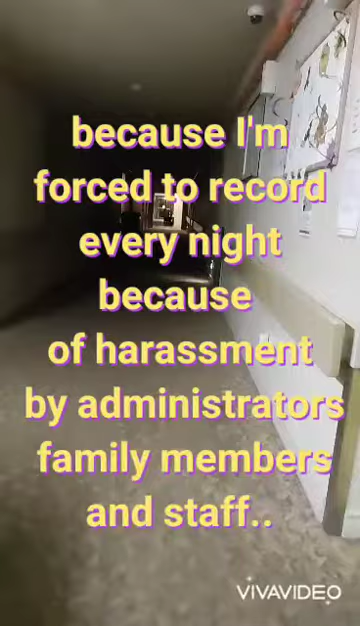 because I'm
forced to record
every night
because
of harassment
by administrators
family members
and staff..
VIVAVIDEO